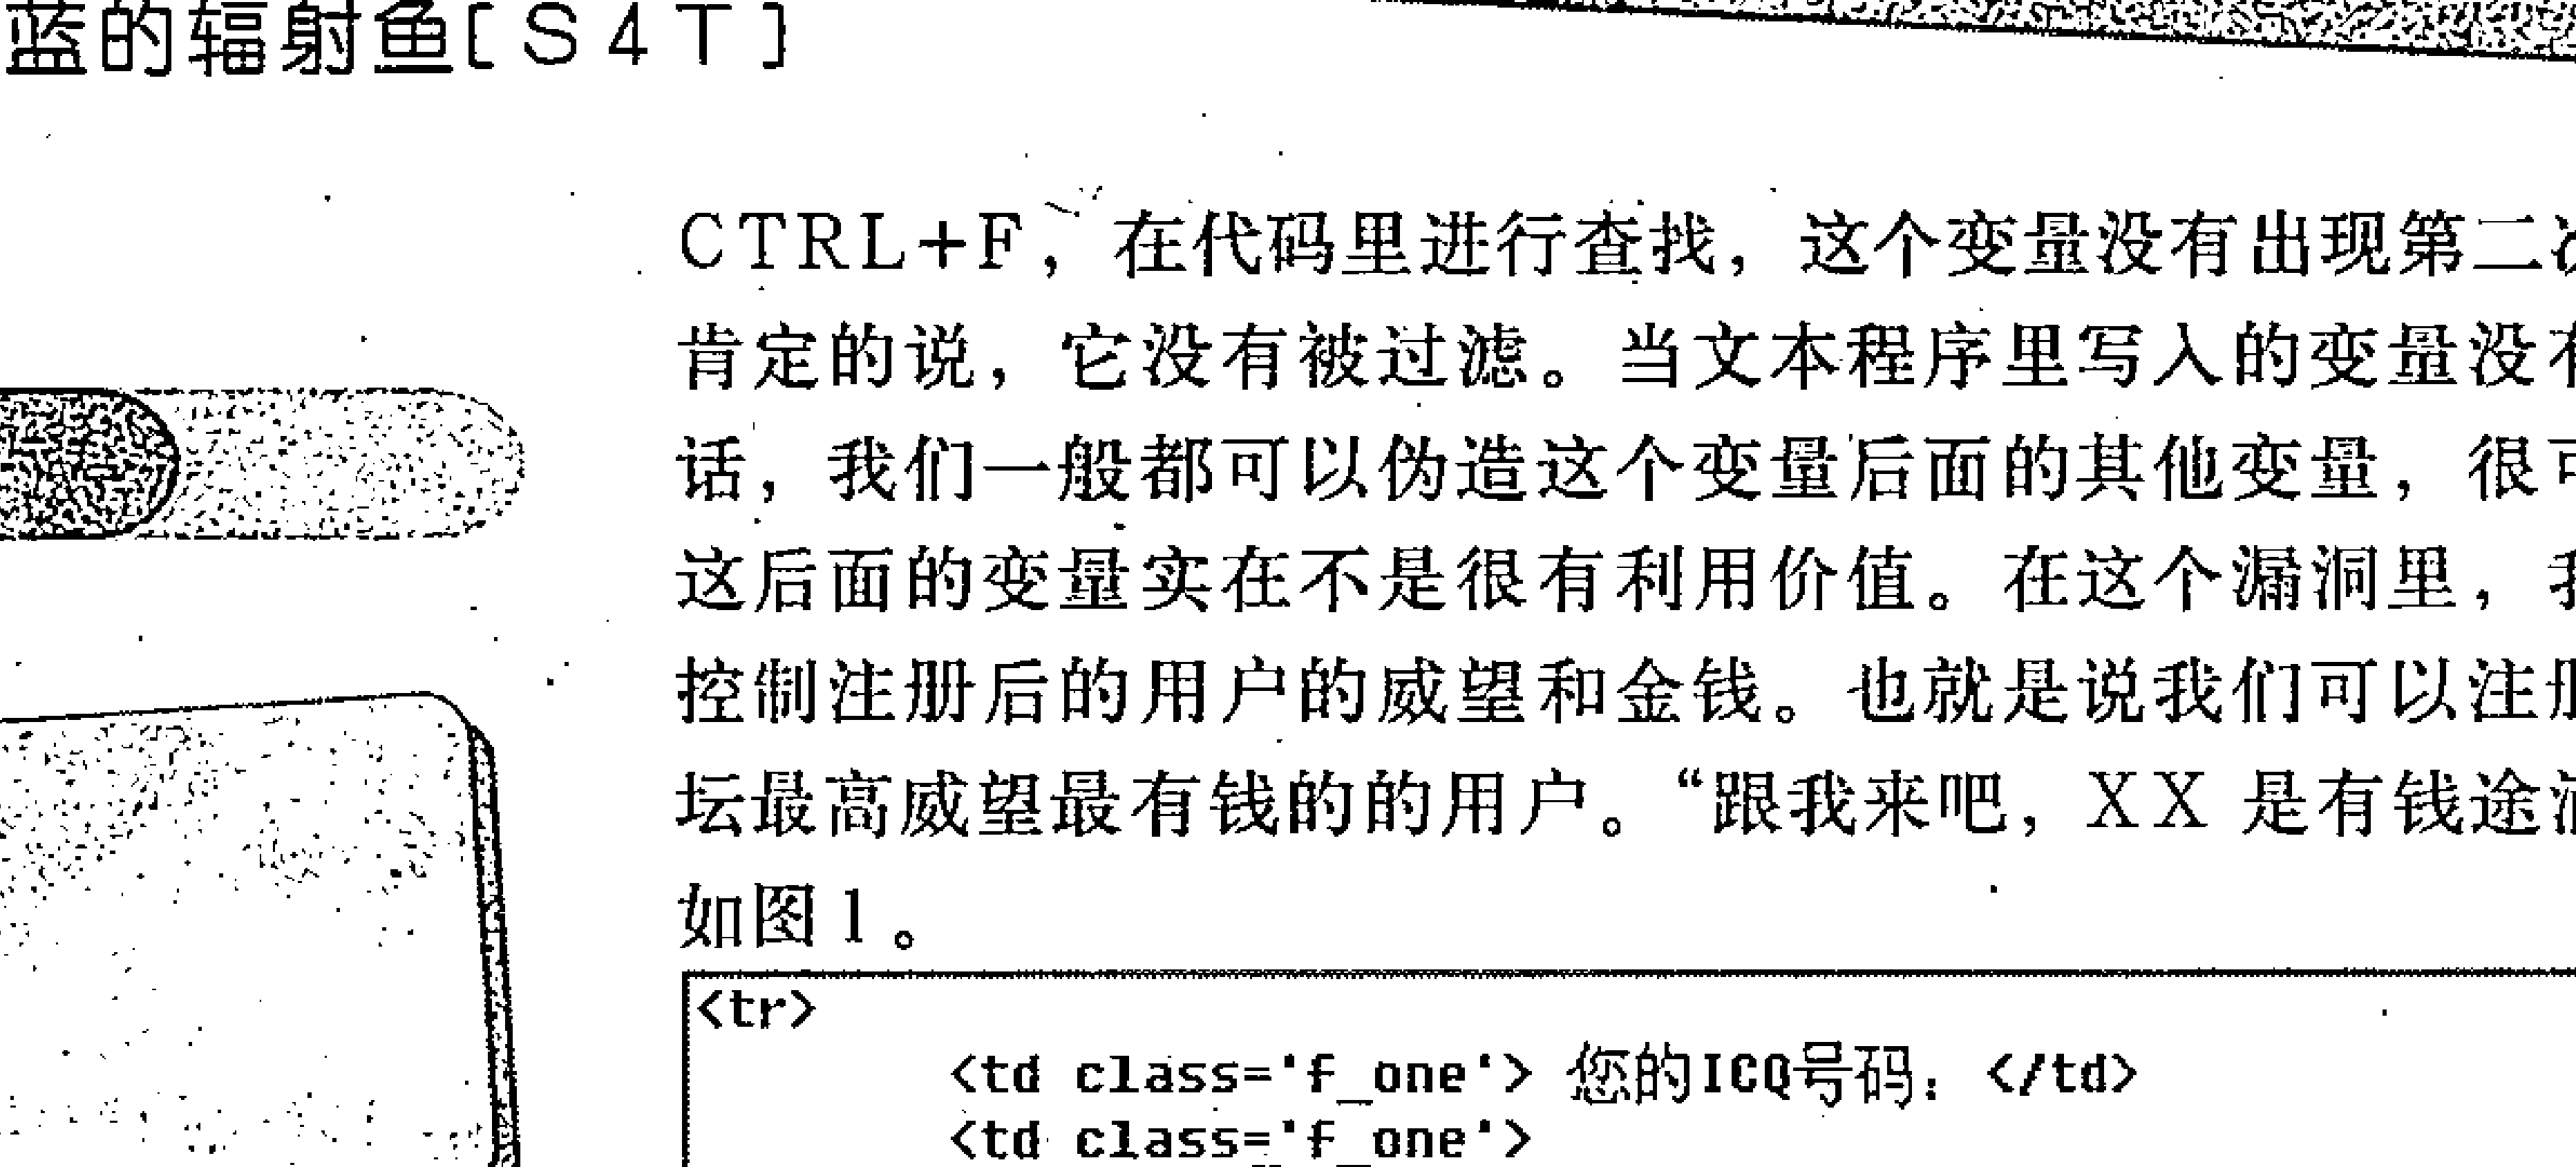 蓝的辐射鱼[S4T]
CTRL+F，在代码里进行查找，这个变量没有出现第二
肯定的说，它没有被过滤。当文本程序里写入的变量没
话，我们一般都可以伪造这个变量后面的其他变量，很
这后面的变量实在不是很有利用价值。在这个漏洞里，
控制注册后的用户的威望和金钱。也就是说我们可以注
坛最高威望最有钱的的用户。“跟我来吧，XX 是有钱途
如图1。
<tr>
<td class='f_one'> 您的ICQ号码：</td>
<td class='f_one'>